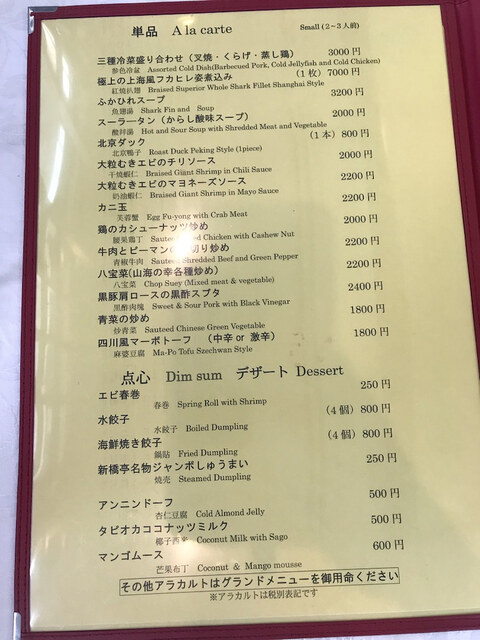 単品 A la carte Small (2~3人前)
三種冷菜盛り合わせ(叉焼・くらげ・蒸し鶏) 3000円
参色冷盆 Assorted Cold Dish(Barbecued Pork, Cold Jellyfish and Cold Chicken)
極上の上海風フカヒレ姿煮込み (1枚) 7000円
紅焼扒翅 Braised Superior Whole Shark Fillet Shanghai Style
ふかひれスープ 3200円
魚翅湯 Shark Fin and Soup
スーラータン(からし酸味スープ) 2000円
酸辣湯 Hot and Sour Soup with Shredded Meat and Vegetable
北京ダック (1本) 800円
北京鴨子 Roast Duck Peking Style (1piece)
大粒むきエビのチリソース 2000円
干焼蝦仁 Braised Giant Shrimp in Chili Sauce
大粒むきエビのマヨネーズソース 2200円
奶油蝦仁 Braised Giant Shrimp in Mayo Sauce
カニ玉 2200円
芙蓉蟹 Egg Fu-yong with Crab Meat
鶏のカシューナッツ炒め 2000円
腰果鶏丁 Chicken with Cashew Nut
牛肉とピーマン 切り炒め 2200円
青椒牛肉 Shredded Beef and Green Pepper
八宝菜(山海の幸各種炒め) 2200円
八宝菜 Chop Suey (Mixed meat & vegetable)
黒豚肩ロースの黒酢スブタ 2400円
黒酢肉塊 Sweet & Sour Pork with Black Vinegar
青菜の炒め 1800円
炒青菜 Sauteed Chinese Green Vegetable
四川風マーボトーフ (中辛 or 激辛) 1800円
麻婆豆腐 Ma-Po Tofu Szechwan Style
点心 Dim sum デザート Dessert
エビ春巻 250円
春巻 Spring Roll with Shrimp
水餃子 (4個) 800円
水餃子 Boiled Dumpling
海鮮焼き餃子 (4個) 800円
鍋貼 Fried Dumpling
新橋亭名物ジャンボしゅうまい 250円
焼売 Steamed Dumpling
アンニンドーフ 500円
杏仁豆腐 Cold Almond Jelly
タピオカココナッツミルク 500円
椰子西米 Coconut Milk with Sago
マンゴムース 600円
芒果布丁 Coconut & Mango mousse
その他アラカルトはグランドメニューを御用命ください
※アラカルトは税別表記です